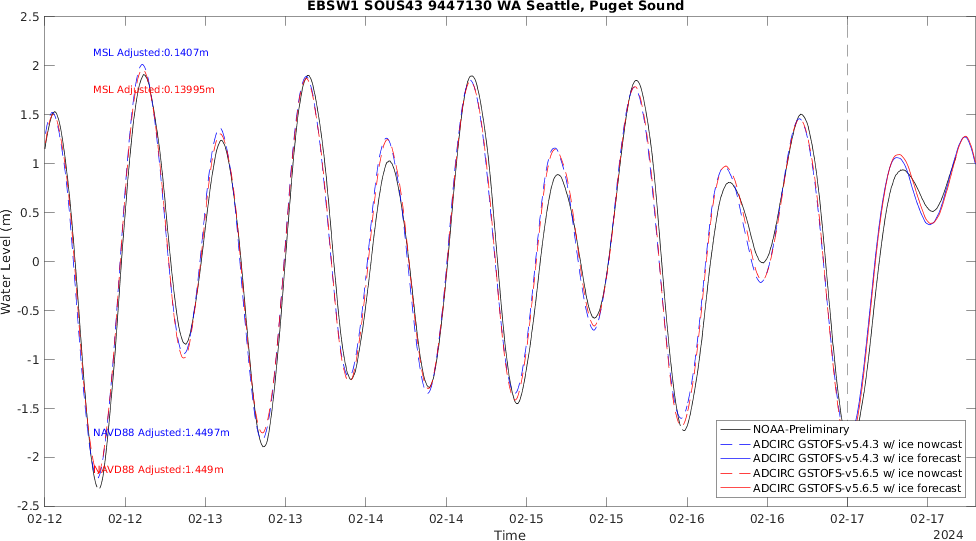 EBSW1 SOUS43 9447130 WA Seattle, Puget Sound
2.5
2
1.5
1
0.5
0
-0.5
-1
-1.5
-2
-2.5
Water Level (m)
MSL Adjusted:0.1407m
MSL Adjusted:0.13995m
NAVD88 Adjusted:1.4497m
NAVD88 Adjusted:1.449m
NOAA-Preliminary
ADCIRC GSTOFS-v5.4.3 w/ ice nowcast
ADCIRC GSTOFS-v5.4.3 w/ ice forecast
ADCIRC GSTOFS-v5.6.5 w/ ice nowcast
ADCIRC GSTOFS-v5.6.5 w/ ice forecast
02-12 02-12 02-13 02-13 02-14 02-14 02-15 02-15 02-16 02-16 02-17 02-17
Time
2024